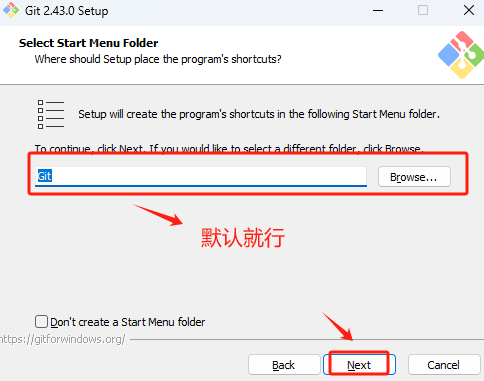 Git 2.43.0 Setup
Select Start Menu Folder
Where should Setup place the program's shortcuts?
Setup will create the program's shortcuts in the following Start Menu folder.
To continue, click Next. If you would like to select a different folder, click Browse.
Git
Browse...
默认就行
Don't create a Start Menu folder
https://gitforwindows.org/
Back
Next
Cancel